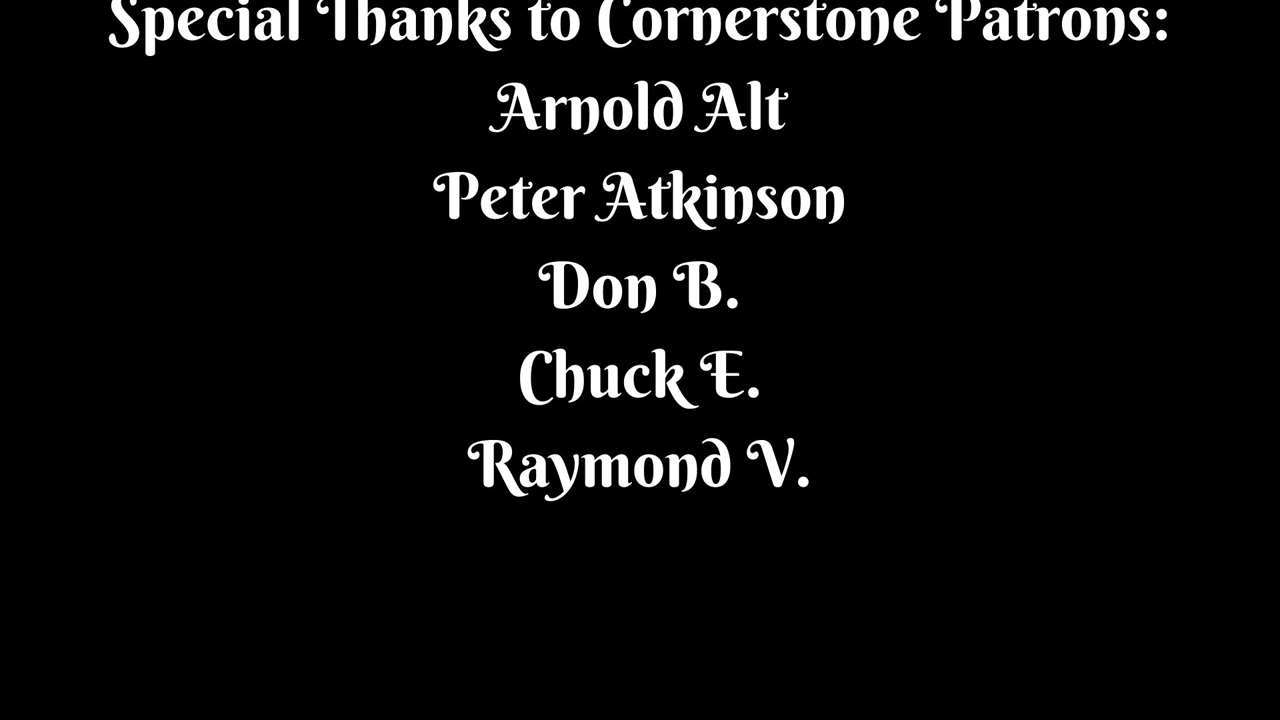 Special Thanks to Cornerstone Patrons:
Arnold Alt
Peter Atkinson
Don B.
Chuck E.
Raymond V.